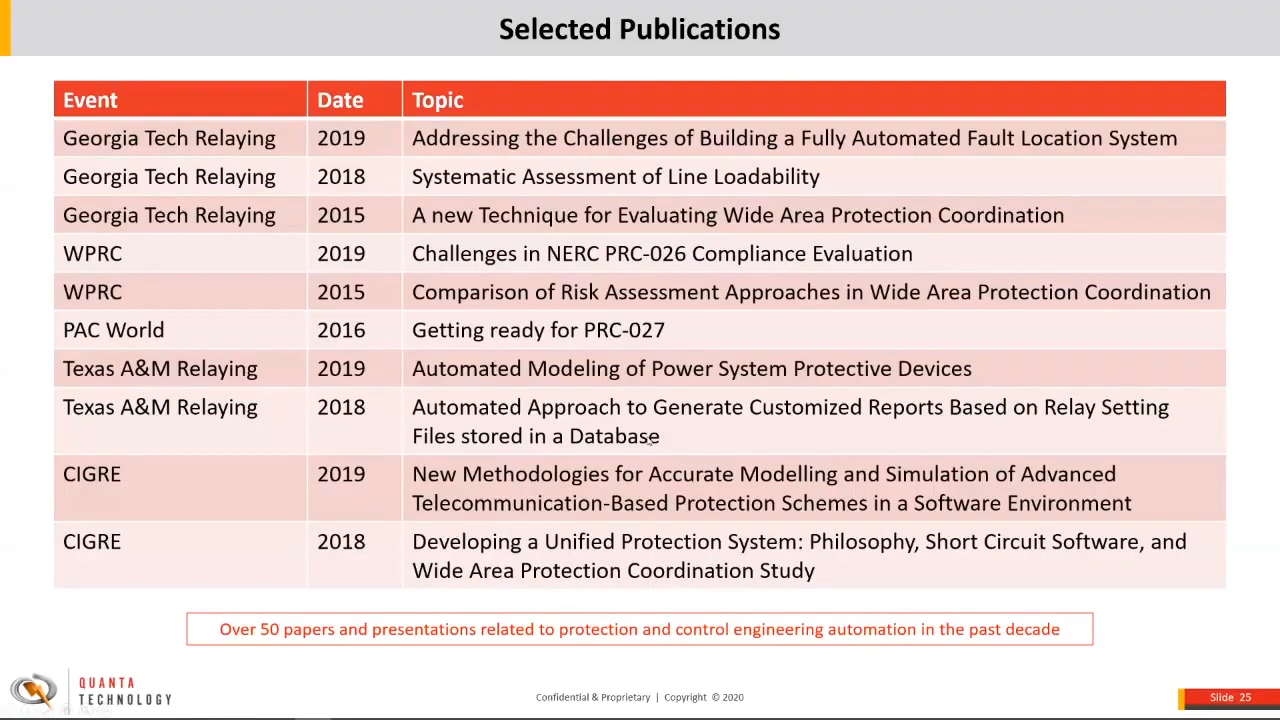 Selected Publications
Event Date Topic
Georgia Tech Relaying 2019 Addressing the Challenges of Building a Fully Automated Fault Location System
Georgia Tech Relaying 2018 Systematic Assessment of Line Loadability
Georgia Tech Relaying 2015 A new Technique for Evaluating Wide Area Protection Coordination
WPRC 2019 Challenges in NERC PRC-026 Compliance Evaluation
WPRC 2015 Comparison of Risk Assessment Approaches in Wide Area Protection Coordination
PAC World 2016 Getting ready for PRC-027
Texas A&M Relaying 2019 Automated Modeling of Power System Protective Devices
Texas A&M Relaying 2018 Automated Approach to Generate Customized Reports Based on Relay Setting
Files stored in a Database
CIGRE 2019 New Methodologies for Accurate Modelling and Simulation of Advanced
Telecommunication-Based Protection Schemes in a Software Environment
CIGRE 2018 Developing a Unified Protection System: Philosophy, Short Circuit Software, and
Wide Area Protection Coordination Study
Over 50 papers and presentations related to protection and control engineering automation in the past decade
QUANTA
TECHNOLOGY
Confidential & Proprietary | Copyright © 2020
Slide 25